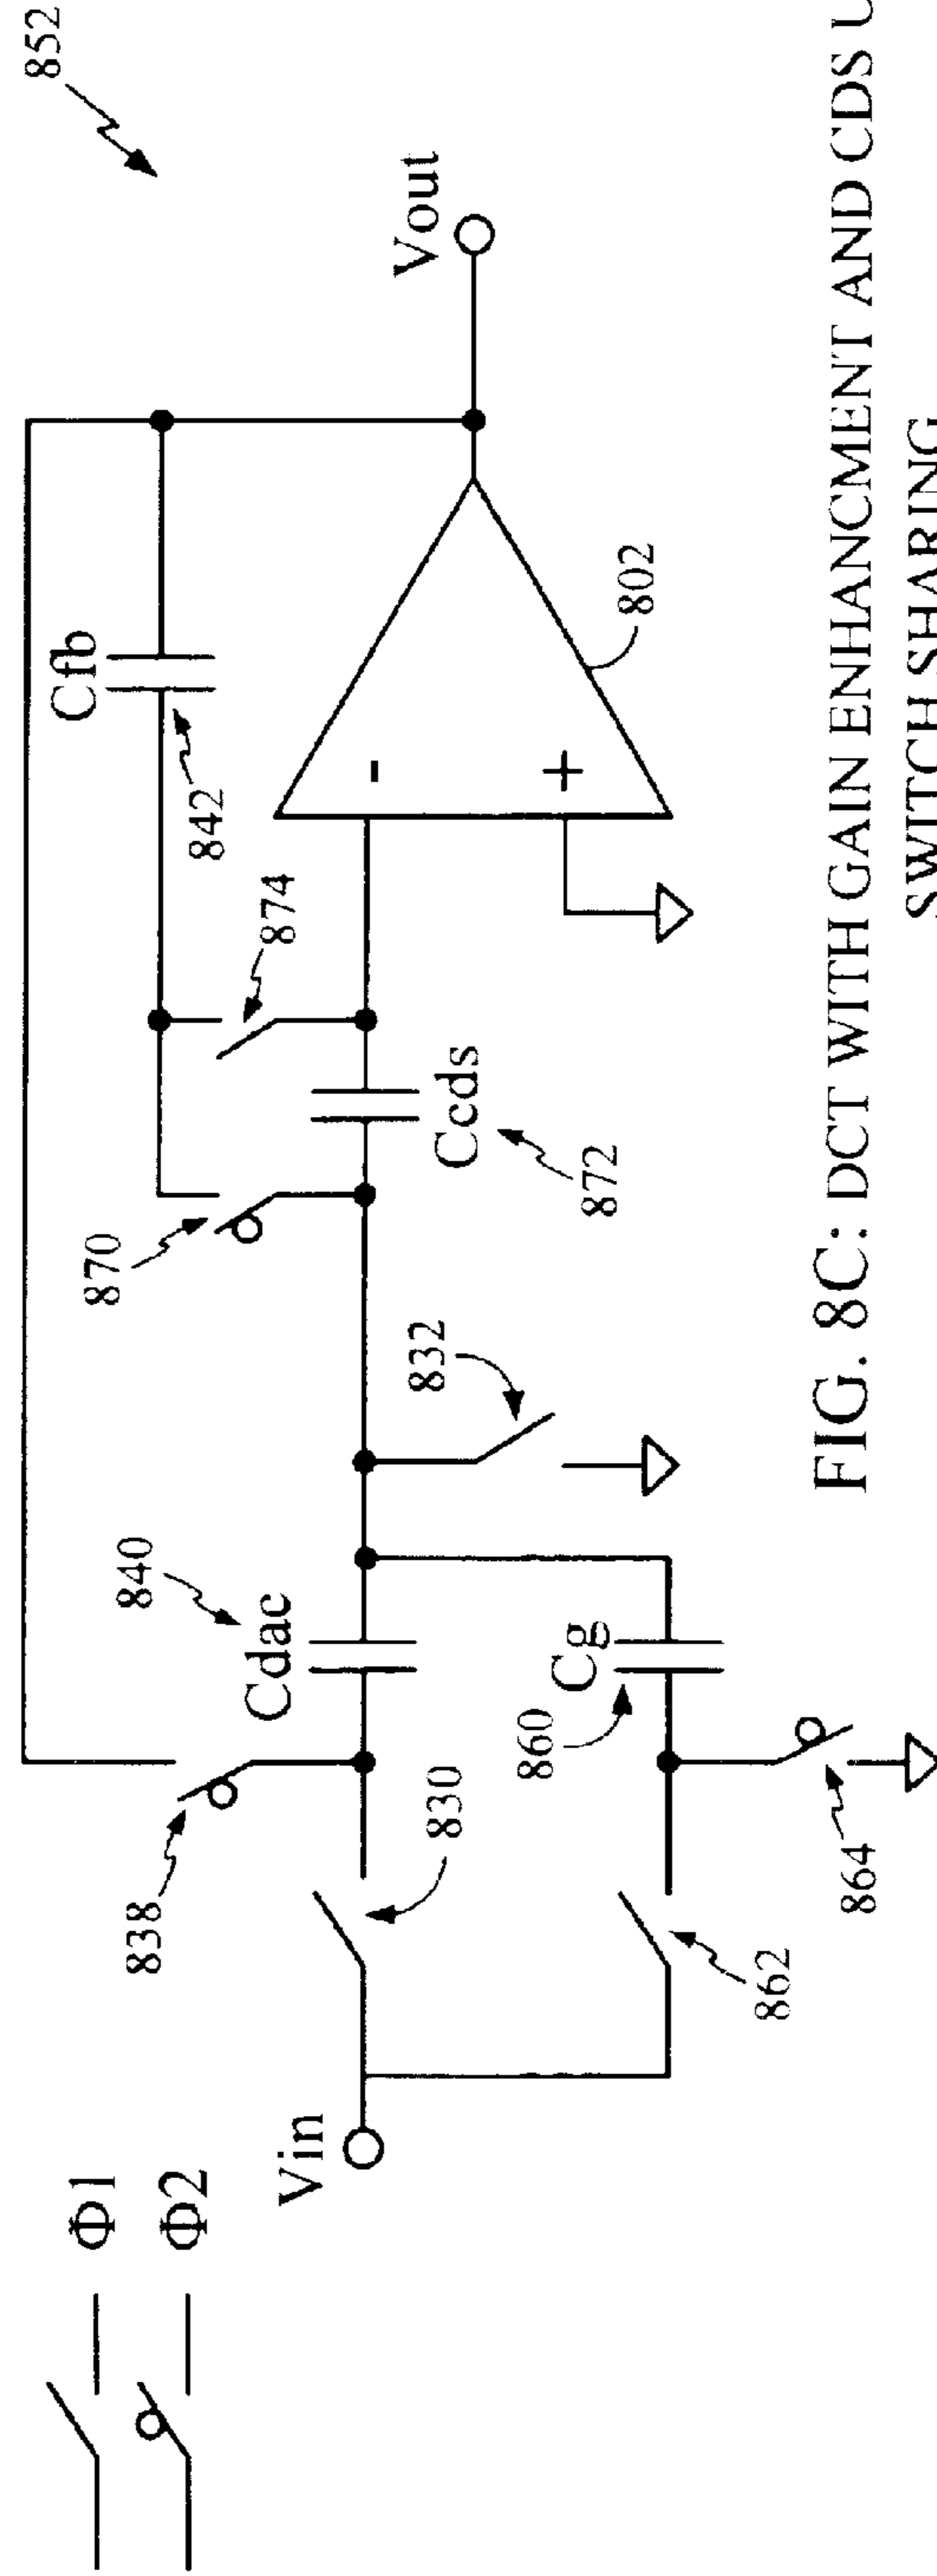 852
Φ1
Φ2
Vin
Vout
838
830
840
Cdac
832
870
874
Cfb
842
Ccds
872
802
-
+
Cg
860
862
864
FIG. 8C: DCT WITH GAIN ENHANCMENT AND CDS U
SWITCH SHARING